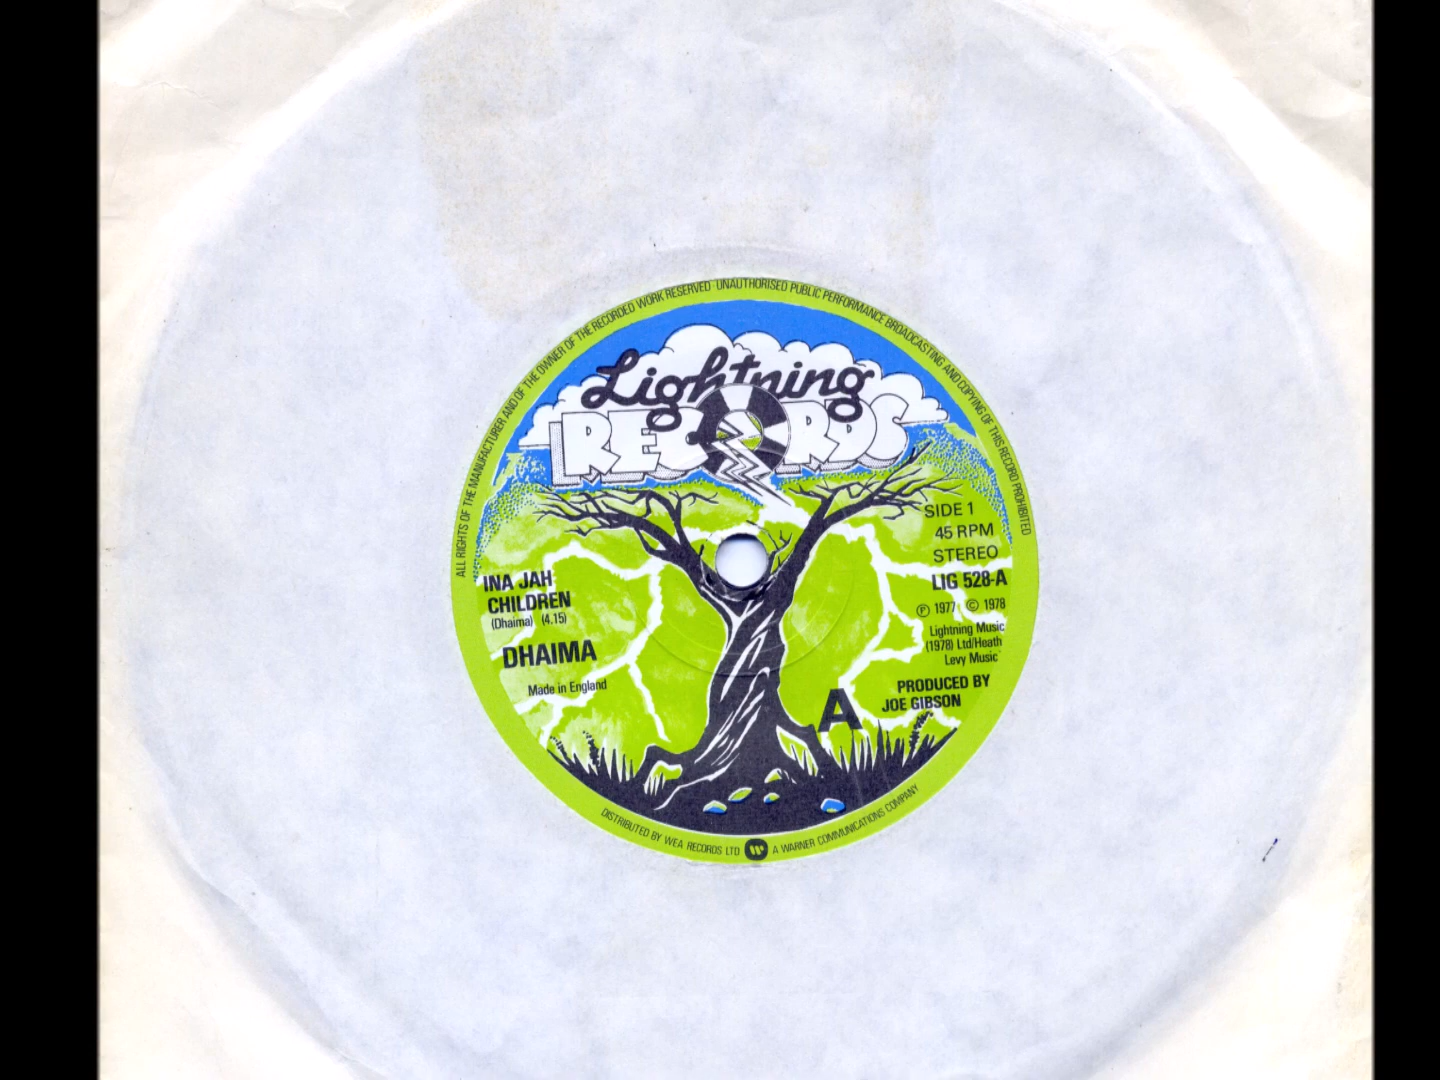 ALL RIGHTS OF THE MANUFACTURER AND OF THE OWNER OF THE RECORDED WORK RESERVED UNAUTHORISED PUBLIC PERFORMANCE BROADCASTING AND COPYING OF THIS RECORD PROHIBITED
Lightning
RECORDS
SIDE 1
45 RPM
STEREO
LIG 528-A
Ⓟ 1977 © 1978
Lightning Music
(1978) Ltd/Heath
Levy Music
PRODUCED BY
JOE GIBSON
INA JAH
CHILDREN
(Dhaima) (4.15)
DHAIMA
Made in England
A
DISTRIBUTED BY WEA RECORDS LTD W A WARNER COMMUNICATIONS COMPANY